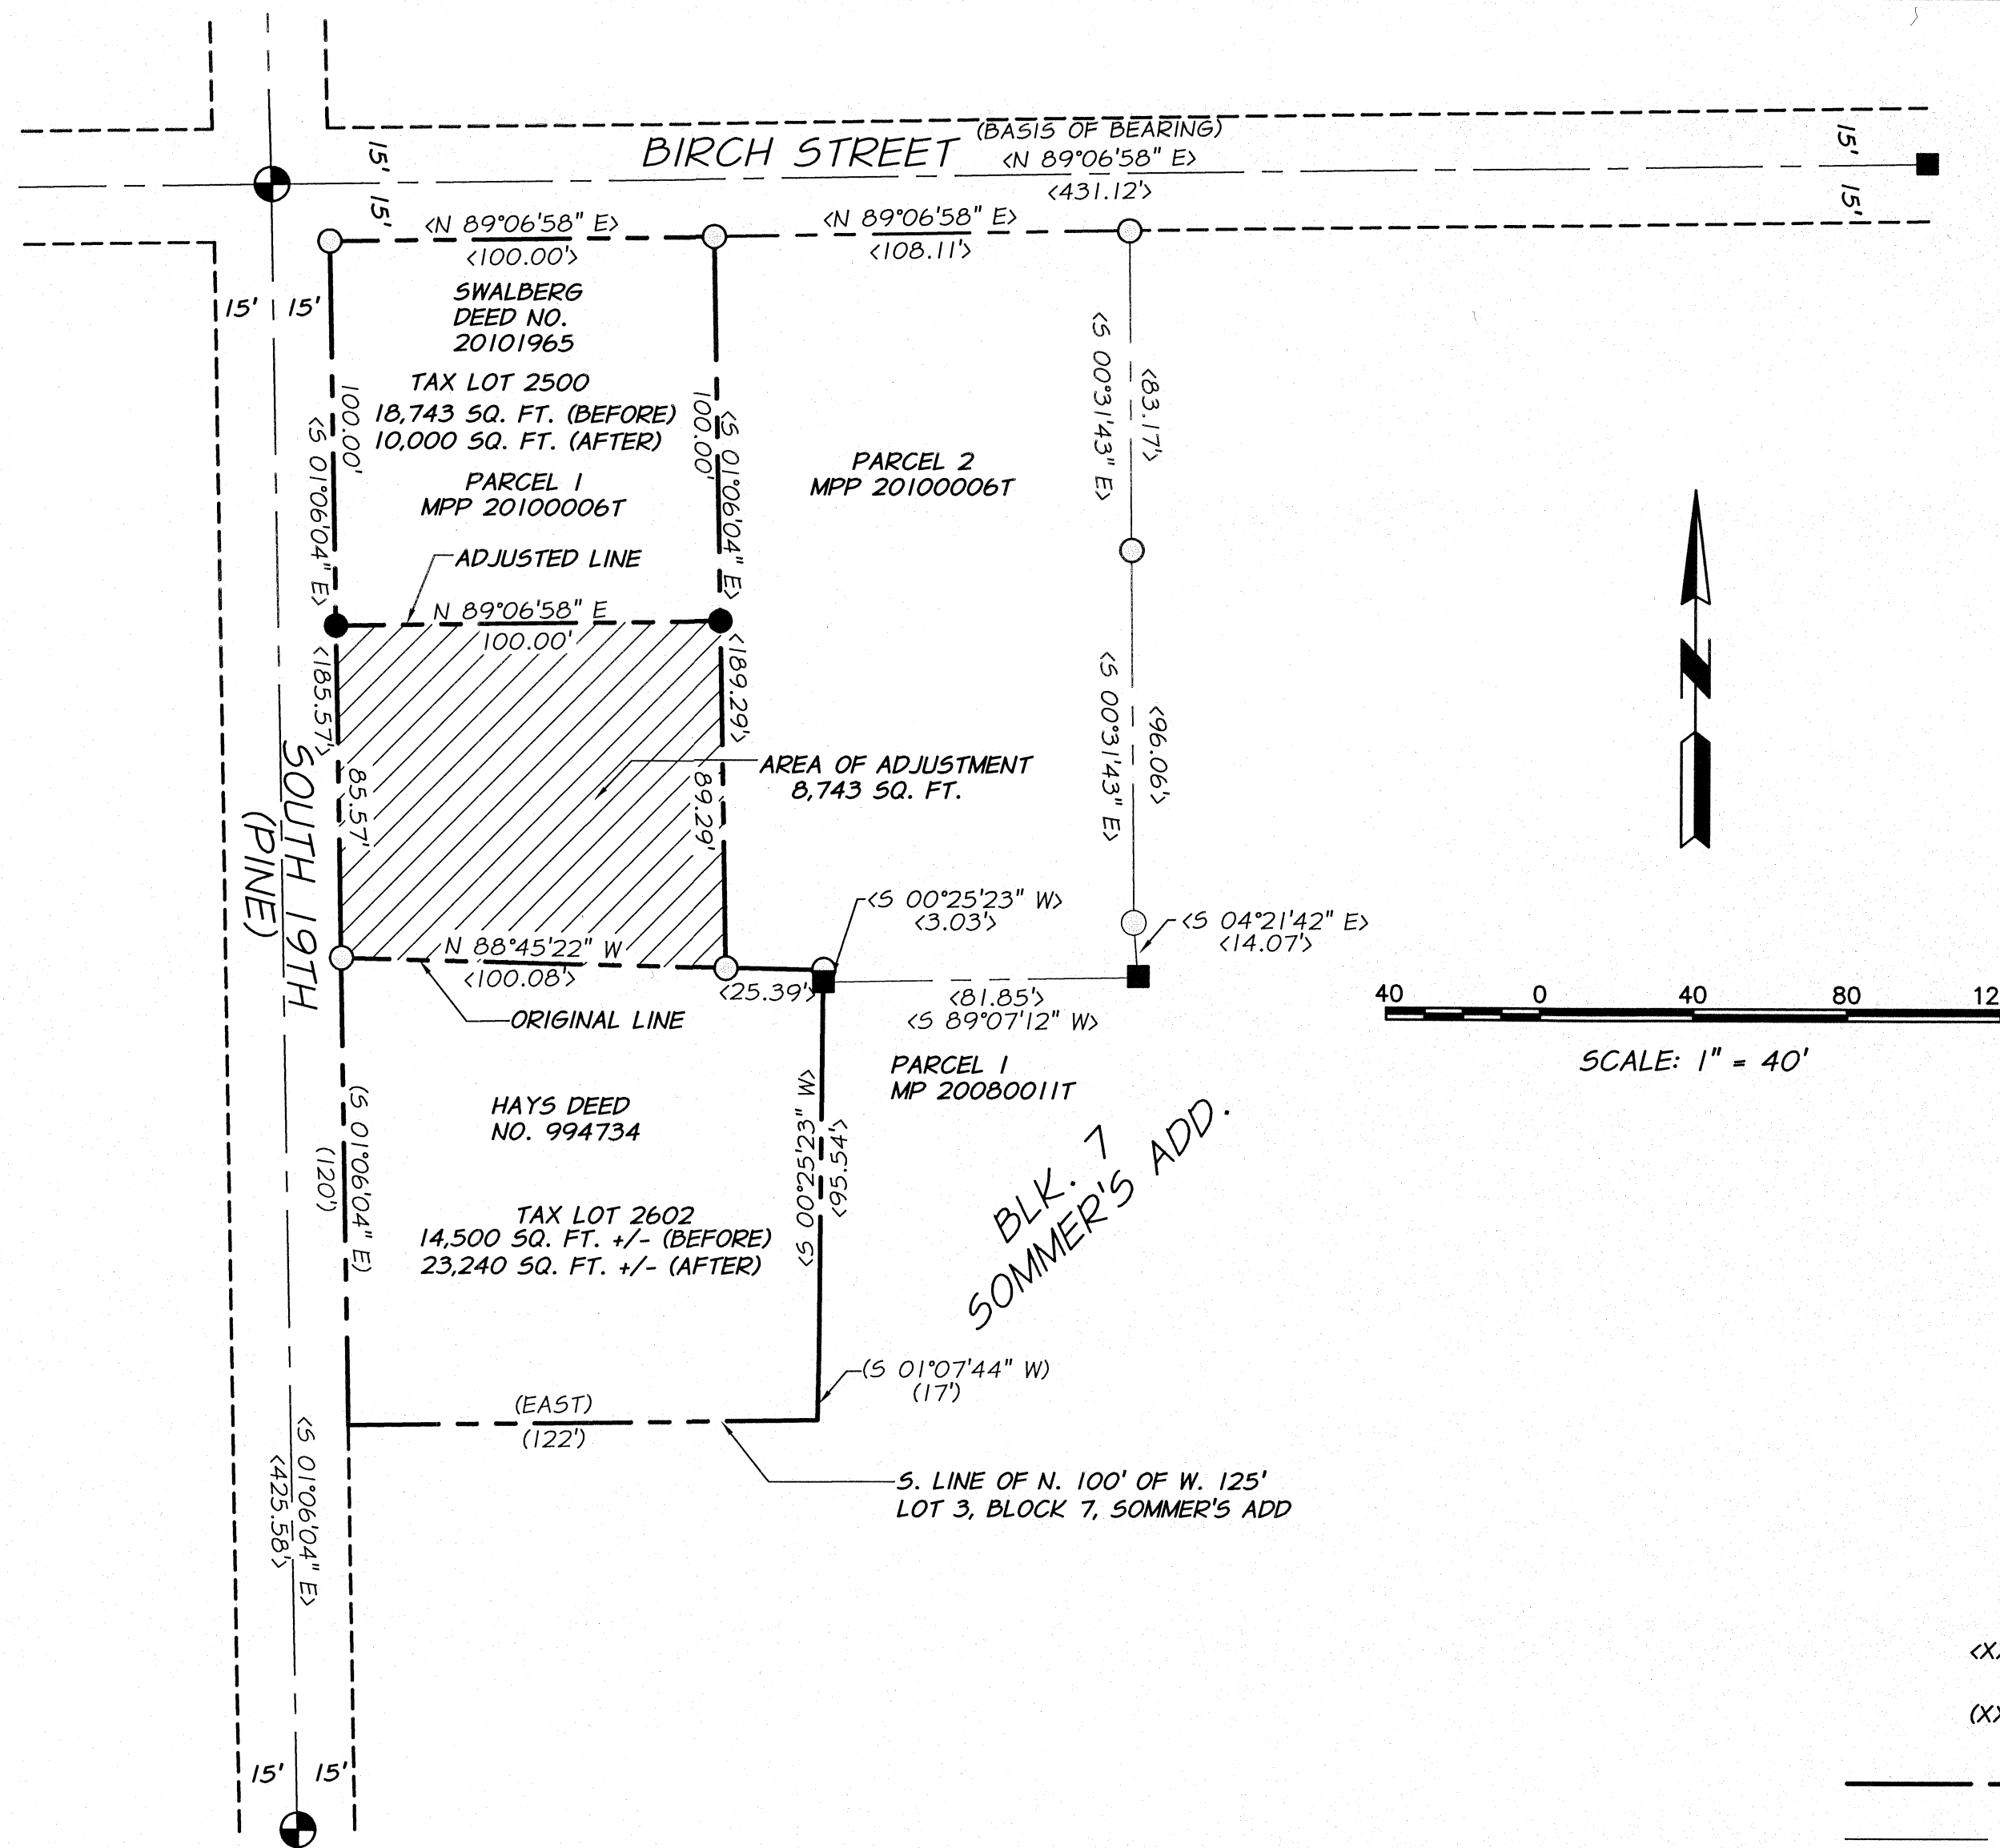 (BASIS OF BEARING)
BIRCH STREET
<N 89°06'58" E>
<431.12'>
15'
15'
15'
15'
<N 89°06'58" E>
<100.00'>
<N 89°06'58" E>
<108.11'>
15'
15'
SWALBERG
DEED NO.
20101965
TAX LOT 2500
18,743 SQ. FT. (BEFORE)
10,000 SQ. FT. (AFTER)
PARCEL 1
MPP 20100006T
100.00'
<S 01°06'04" E>
100.00'
<S 01°06'04" E>
PARCEL 2
MPP 20100006T
<S 00°31'43" E>
<83.17'>
ADJUSTED LINE
N 89°06'58" E
100.00'
<185.57'>
<189.29'>
85.57'
89.29'
AREA OF ADJUSTMENT
8,743 SQ. FT.
<S 00°31'43" E>
<96.06'>
SOUTH 19TH
(PINE)
<S 00°25'23" W>
<3.03'>
<S 04°21'42" E>
<14.07'>
N 88°45'22" W
<100.08'>
<25.39'>
<81.85'>
<S 89°07'12" W>
ORIGINAL LINE
40 0 40 80 12
SCALE: 1" = 40'
PARCEL 1
MP 20080011T
HAYS DEED
NO. 994734
(S 01°06'04" E)
(120')
<S 00°25'23" W>
<95.54'>
BLK. 7
SOMMER'S ADD.
TAX LOT 2602
14,500 SQ. FT. +/- (BEFORE)
23,240 SQ. FT. +/- (AFTER)
(S 01°07'44" W)
(17')
(EAST)
(122')
<S 01°06'04" E>
<425.58'>
S. LINE OF N. 100' OF W. 125'
LOT 3, BLOCK 7, SOMMER'S ADD
15'
15'
N